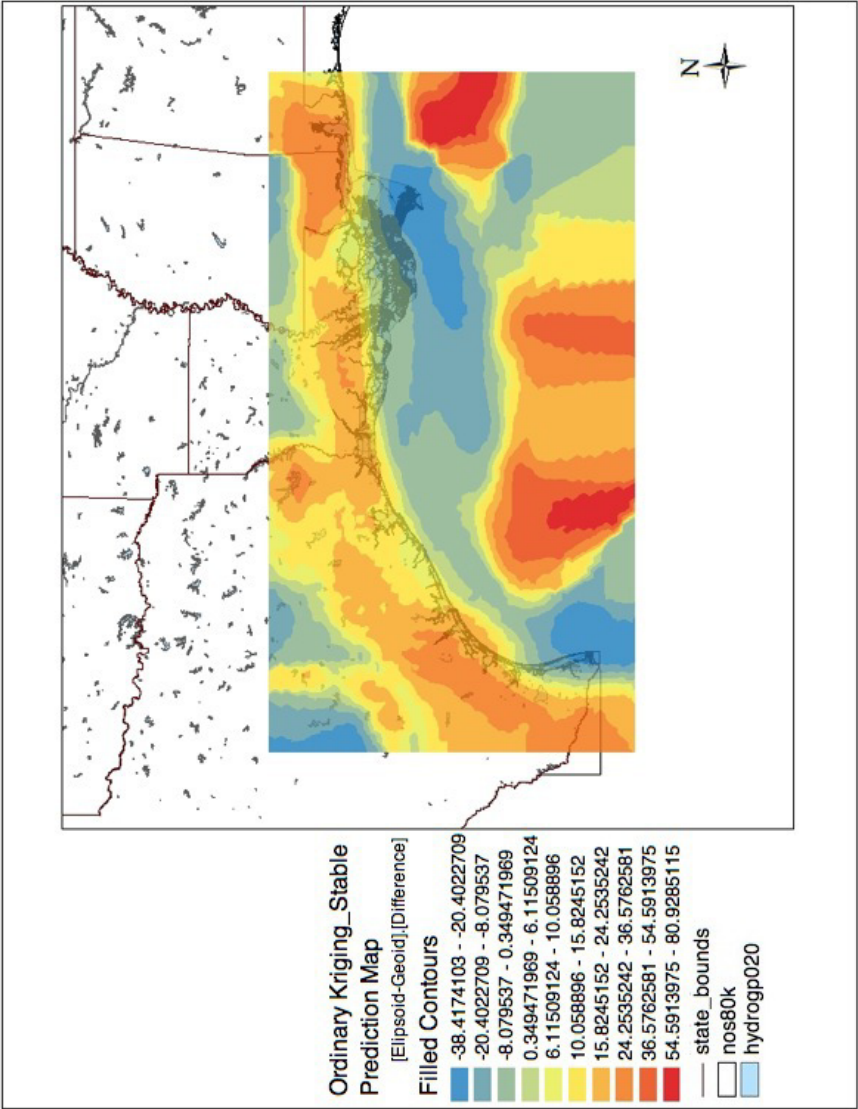 N
Ordinary Kriging_Stable
Prediction Map
[Elipsoid-Geoid].[Difference]
Filled Contours
-38.4174103 - -20.4022709
-20.4022709 - -8.079537
-8.079537 - 0.349471969
0.349471969 - 6.11509124
6.11509124 - 10.058896
10.058896 - 15.8245152
15.8245152 - 24.2535242
24.2535242 - 36.5762581
36.5762581 - 54.5913975
54.5913975 - 80.9285115
state_bounds
nos80k
hydrogp020